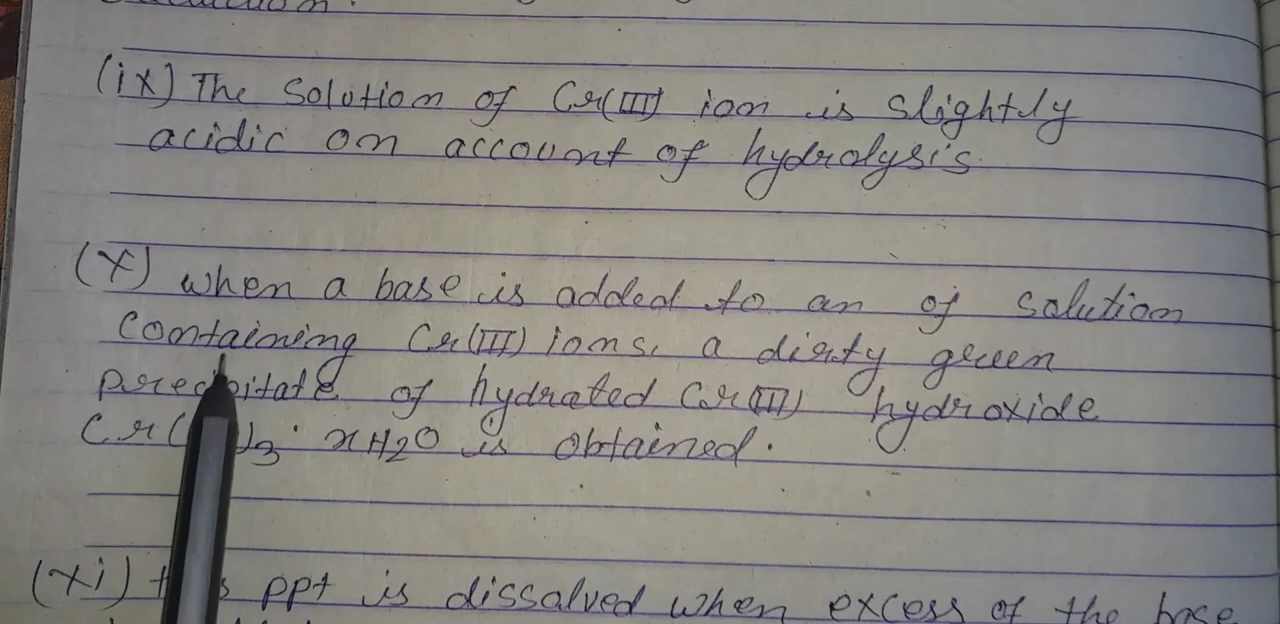 (ix) The solution of Cr(III) ion is slightly
acidic on account of hydrolysis.
(x) when a base is added to an of solution
containing Cr(III) ions, a dirty green
precipitate of hydrated Cr(III) hydroxide
Cr( )3. xH2O is obtained.
(xi) ppt is dissolved when excess of the base